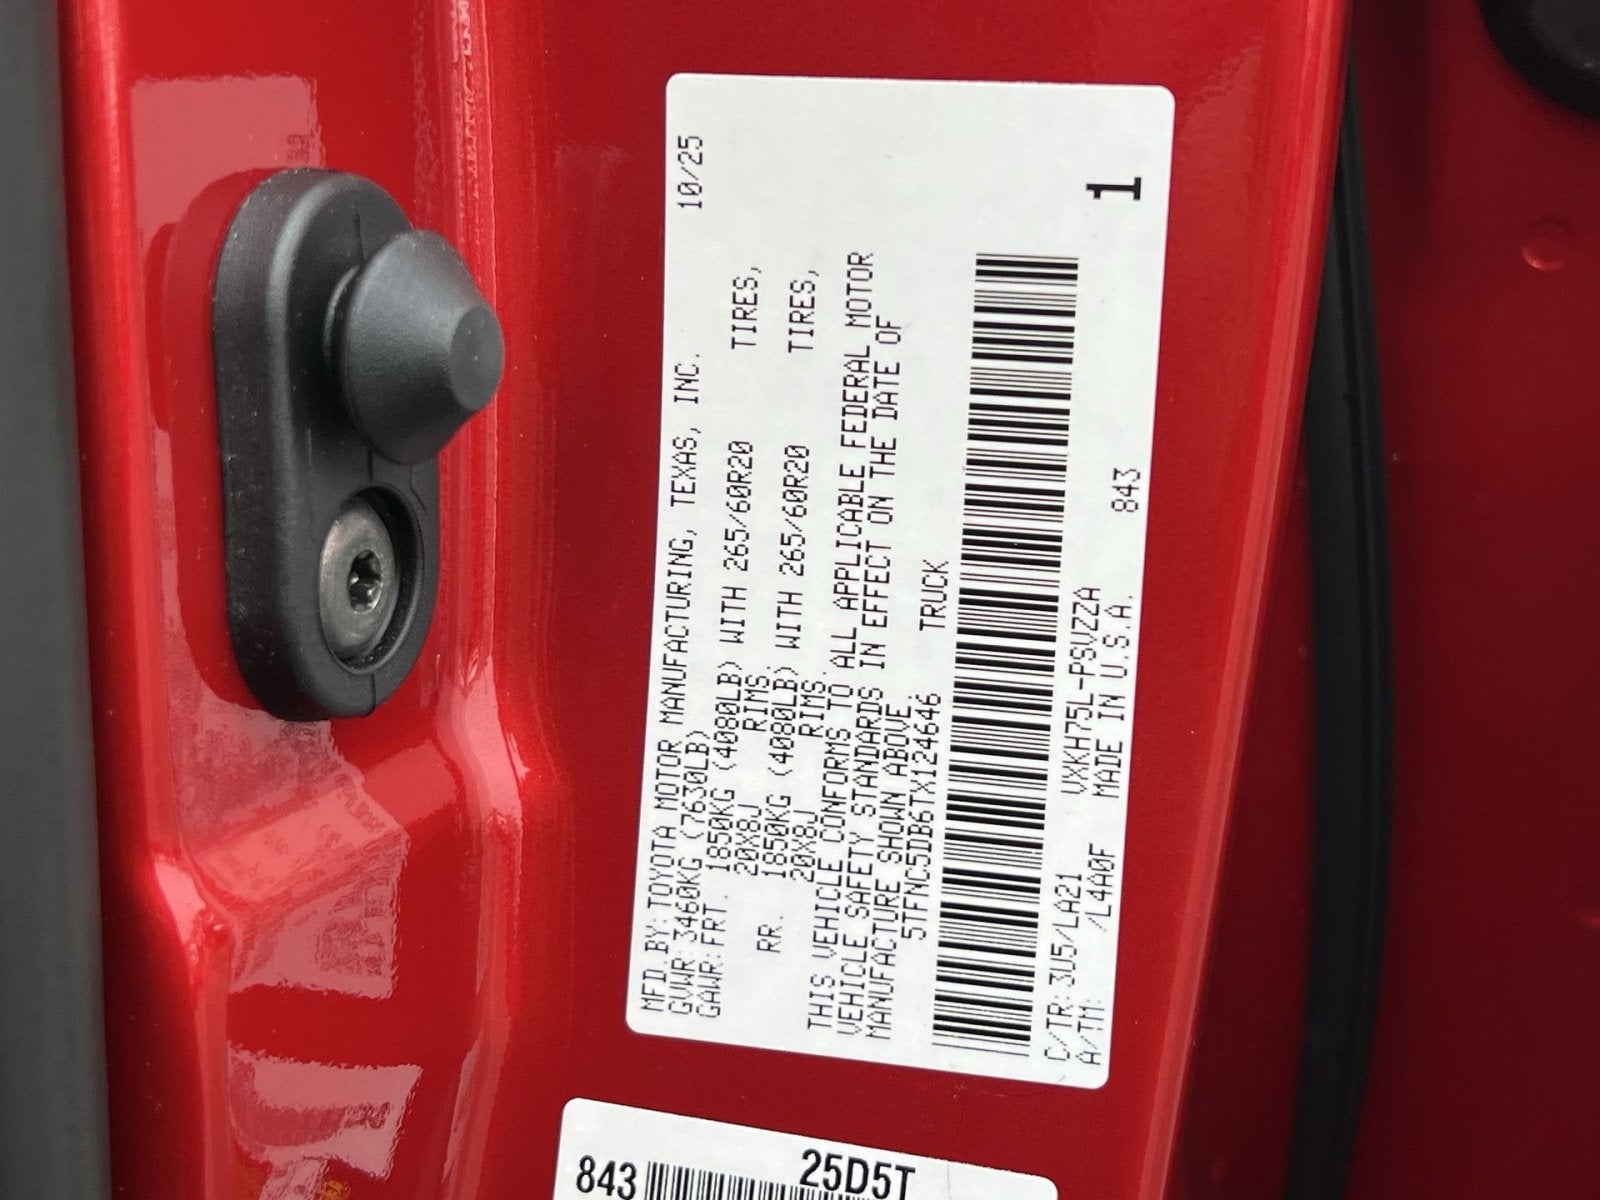 MFD BY: TOYOTA MOTOR MANUFACTURING, TEXAS, INC. 10/25
GVWR: 3460KG (7630LB)
GAWR: FRT. 1850KG (4080LB) WITH 265/60R20 TIRES,
20X8J RIMS.
RR. 1850KG (4080LB) WITH 265/60R20 TIRES,
20X8J RIMS.
THIS VEHICLE CONFORMS TO ALL APPLICABLE FEDERAL MOTOR
VEHICLE SAFETY STANDARDS IN EFFECT ON THE DATE OF
MANUFACTURE SHOWN ABOVE.
5TFNC5DB6TX124646 TRUCK
C/TR: 3U5/LA21 VXKH75L-PSVZZA 843 1
A/TM: /L4A0F MADE IN U.S.A.
843 25D5T